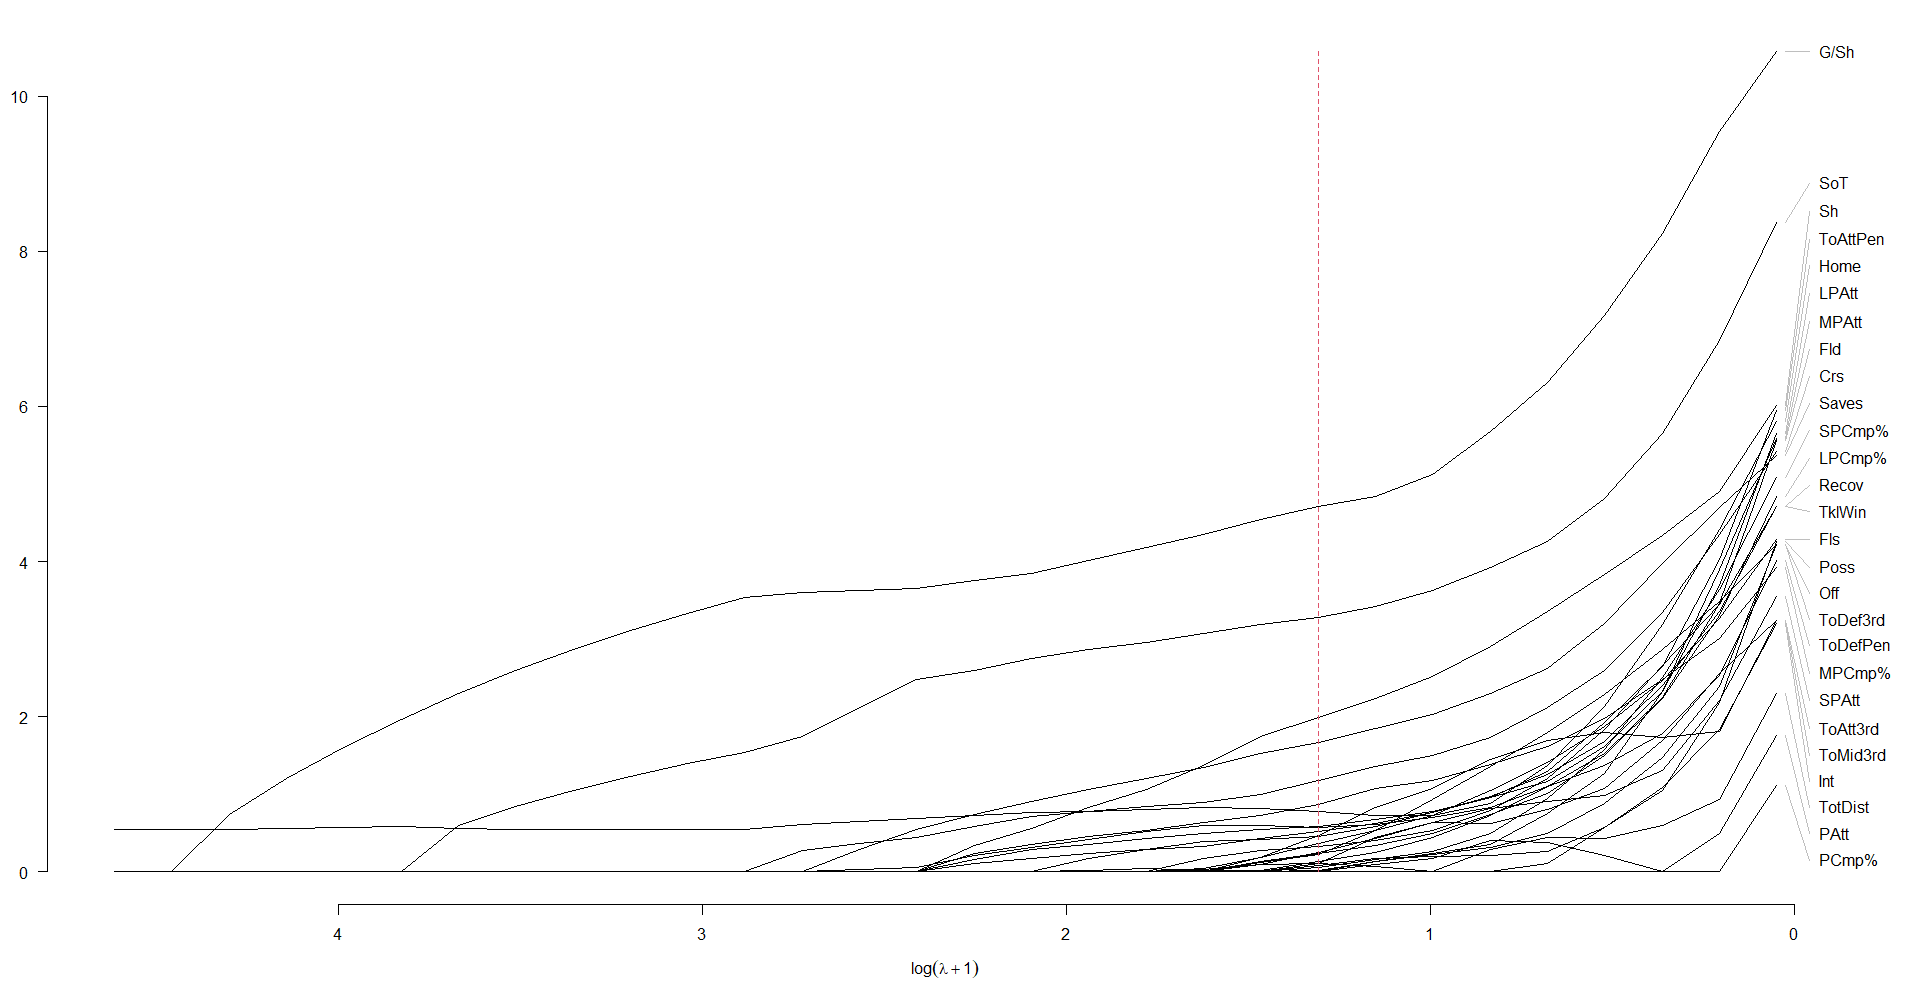 10
8
6
4
2
0
4
3
2
1
0
log(λ + 1)
G/Sh
SoT
Sh
ToAttPen
Home
LPAtt
MPAtt
Fld
Crs
Saves
SPCmp%
LPCmp%
Recov
TklWin
Fls
Poss
Off
ToDef3rd
ToDefPen
MPCmp%
SPAtt
ToAtt3rd
ToMid3rd
Int
TotDist
PAtt
PCmp%